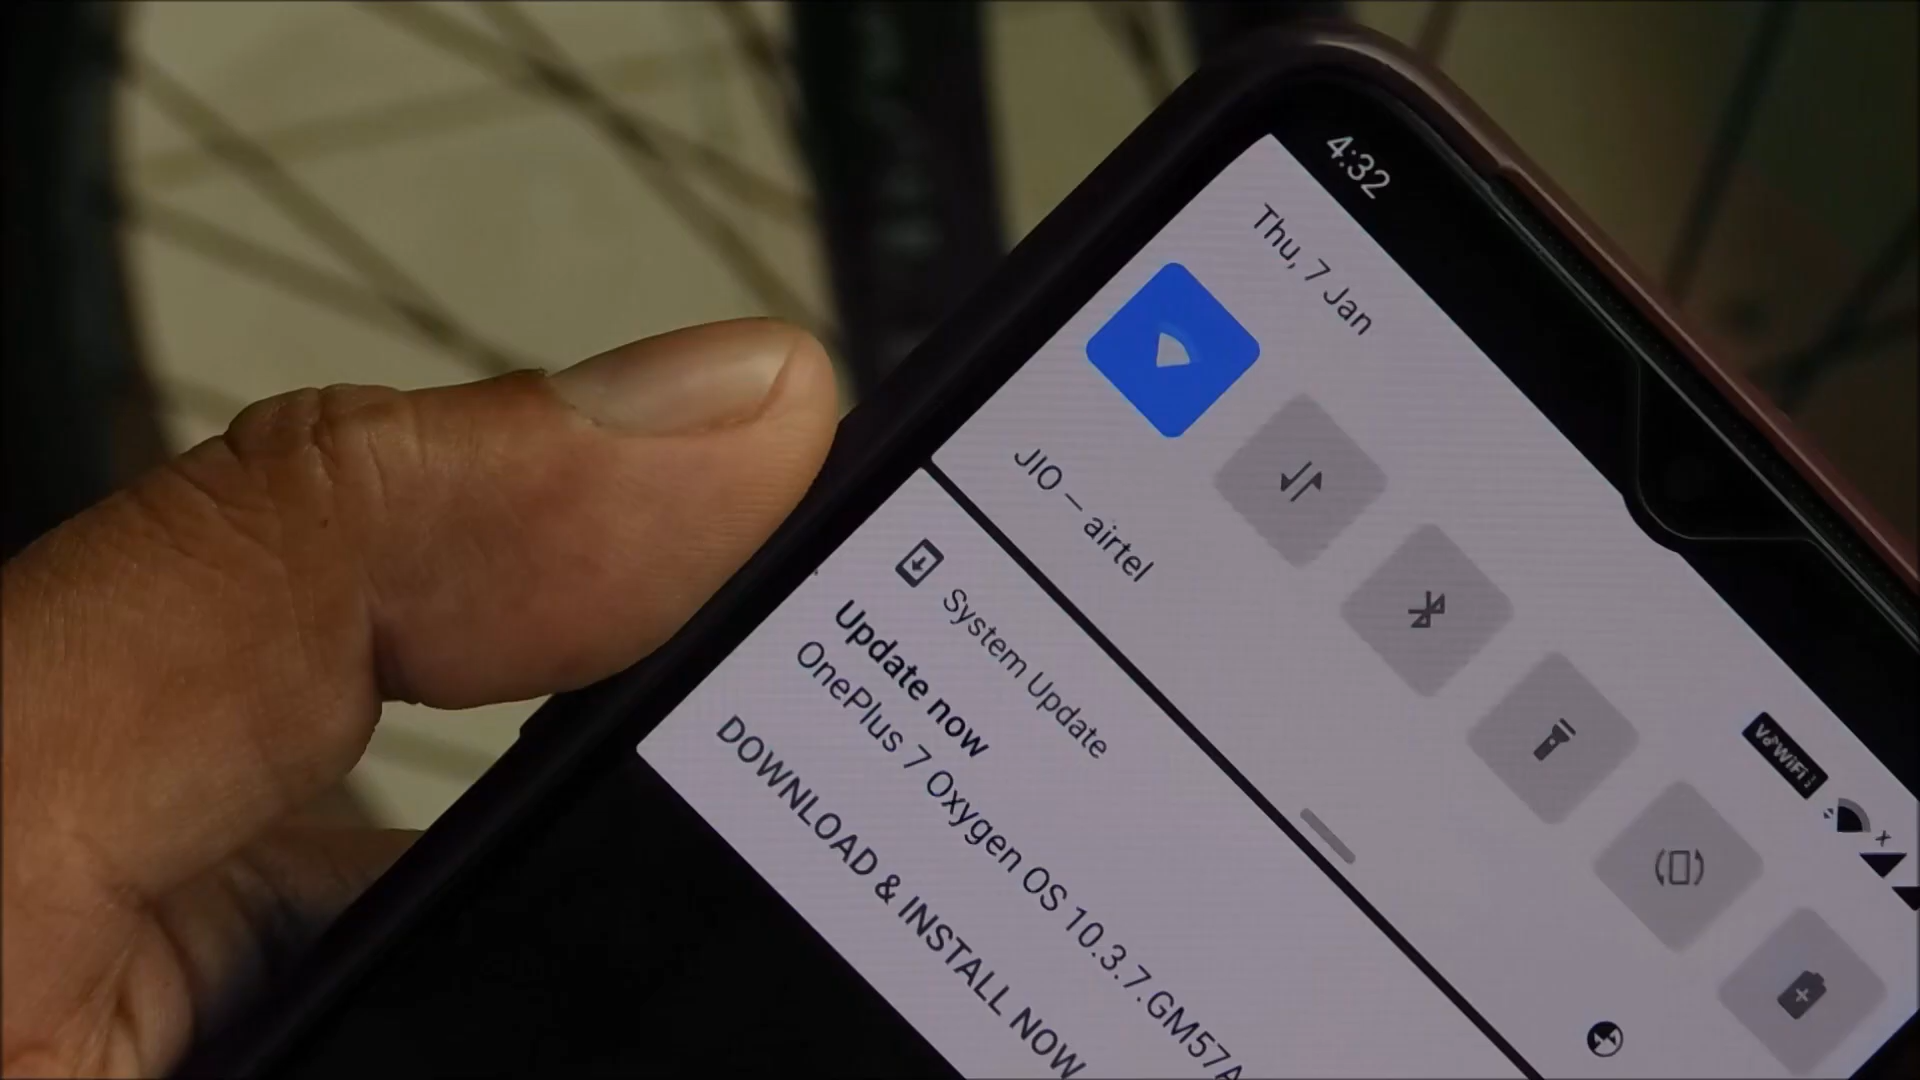 4:32
Thu, 7 Jan
VoWiFi
JIO — airtel
System Update
Update now
OnePlus 7 Oxygen OS 10.3.7.GM57A
DOWNLOAD & INSTALL NOW